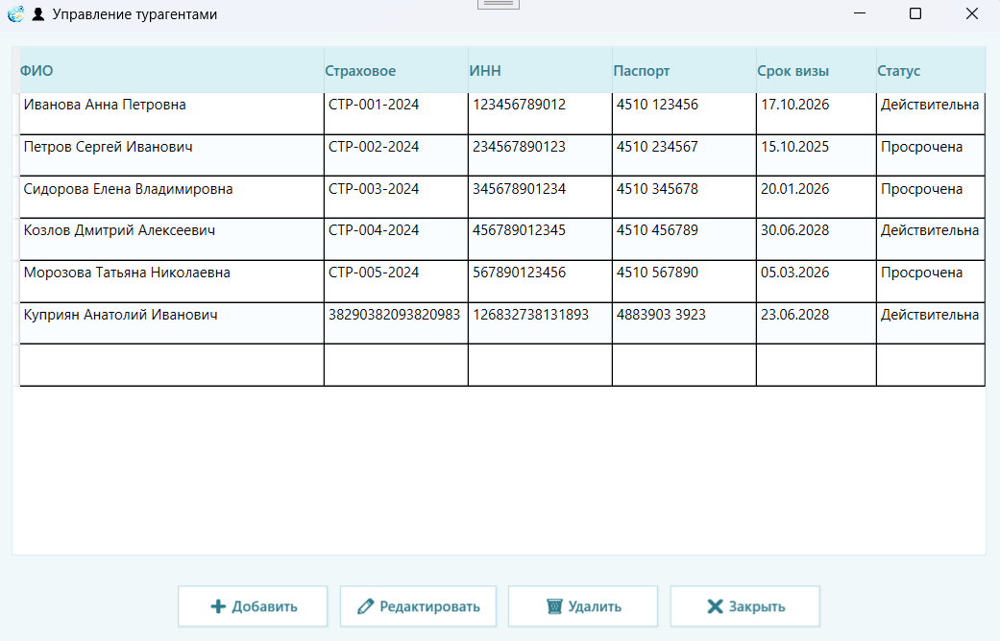 Управление турагентами
ФИО Страховое ИНН Паспорт Срок визы Статус
Иванова Анна Петровна СТР-001-2024 123456789012 4510 123456 17.10.2026 Действительна
Петров Сергей Иванович СТР-002-2024 234567890123 4510 234567 15.10.2025 Просрочена
Сидорова Елена Владимировна СТР-003-2024 345678901234 4510 345678 20.01.2026 Просрочена
Козлов Дмитрий Алексеевич СТР-004-2024 456789012345 4510 456789 30.06.2028 Действительна
Морозова Татьяна Николаевна СТР-005-2024 567890123456 4510 567890 05.03.2026 Просрочена
Куприян Анатолий Иванович 38290382093820983 126832738131893 4883903 3923 23.06.2028 Действительна
Добавить Редактировать Удалить Закрыть